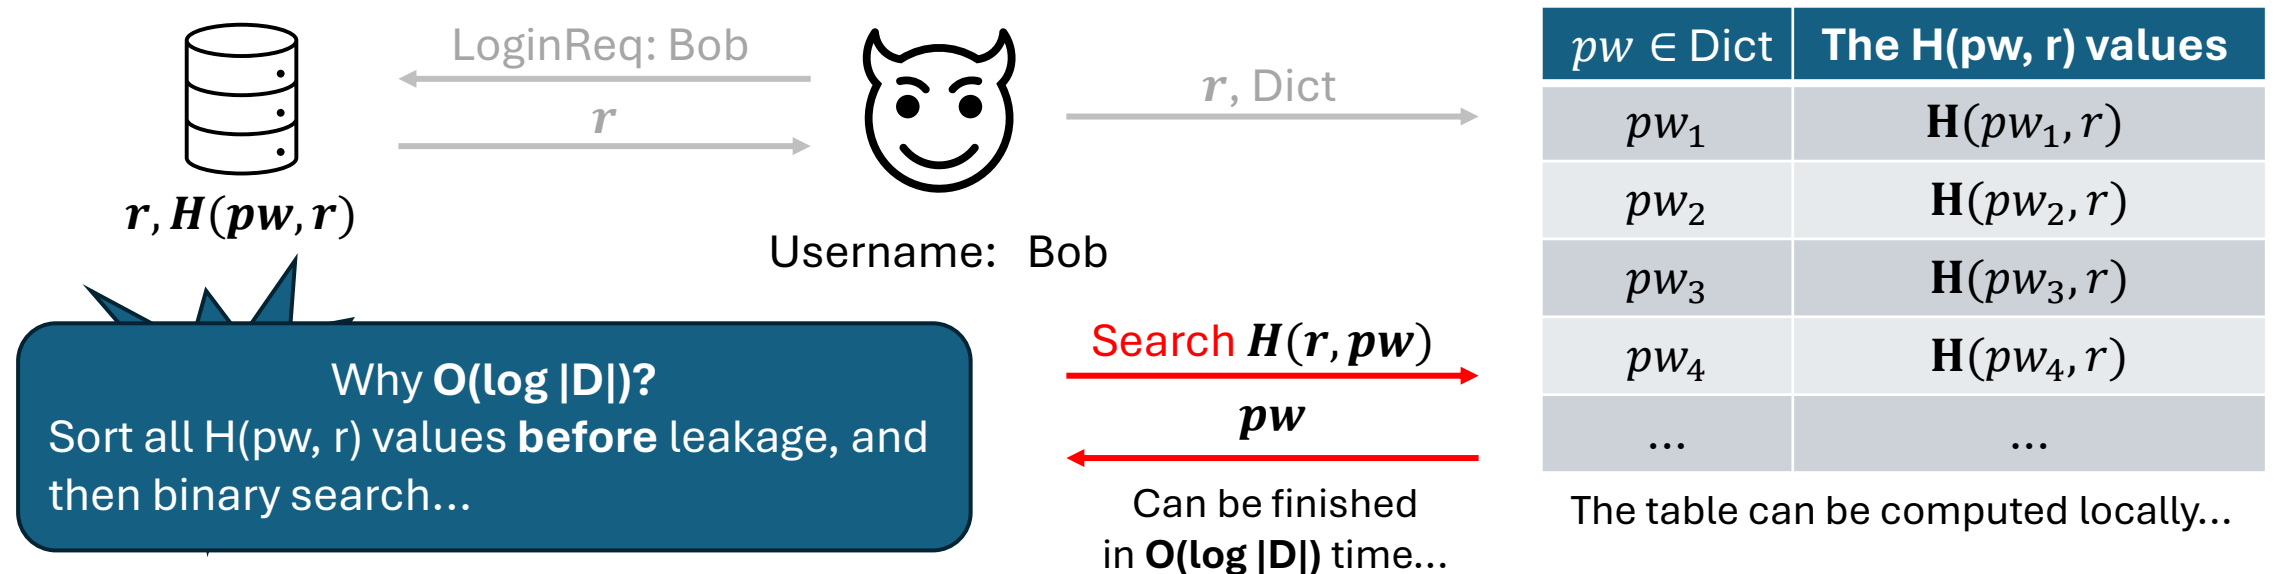 LoginReq: Bob
r
r, H(pw, r)
Username: Bob
r, Dict
Why O(log |D|)?
Sort all H(pw, r) values before leakage, and
then binary search...
Search H(r, pw)
pw
Can be finished
in O(log |D|) time...
pw ∈ Dict The H(pw, r) values
pw₁ H(pw₁, r)
pw₂ H(pw₂, r)
pw₃ H(pw₃, r)
pw₄ H(pw₄, r)
... ...
The table can be computed locally...